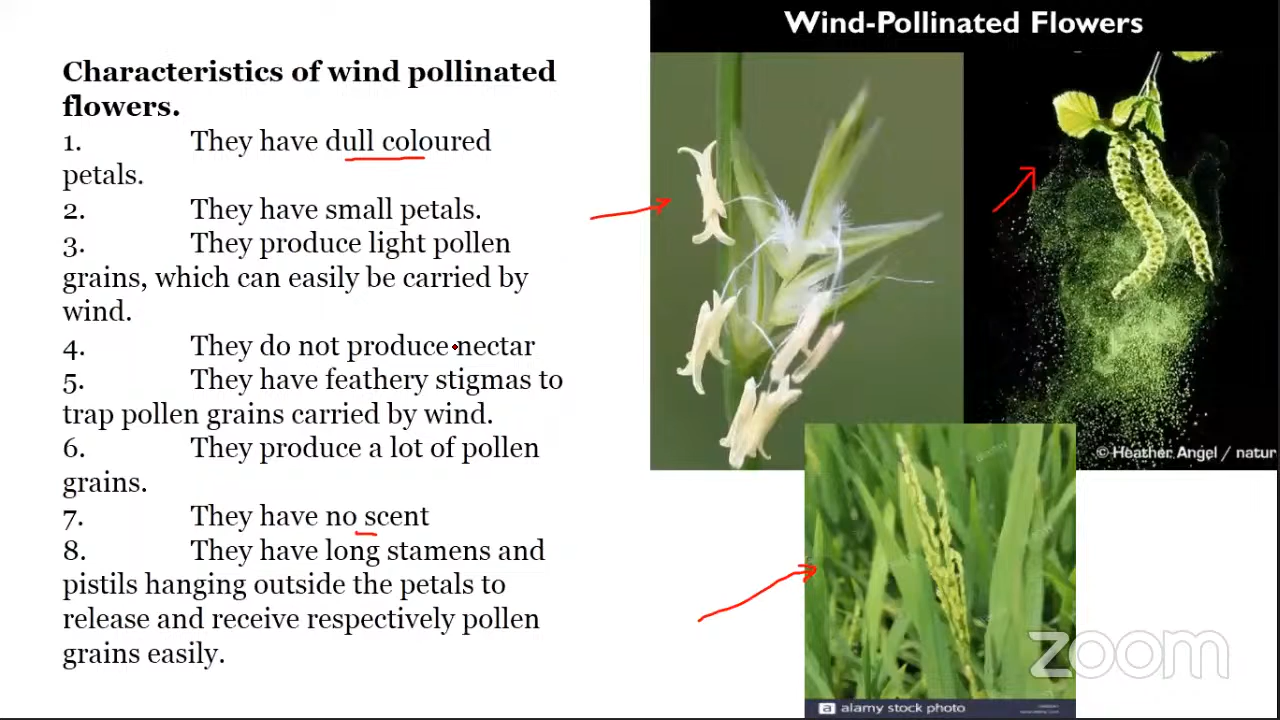 Wind-Pollinated Flowers
Characteristics of wind pollinated
flowers.
1. They have dull coloured
petals.
2. They have small petals.
3. They produce light pollen
grains, which can easily be carried by
wind.
4. They do not produce nectar
5. They have feathery stigmas to
trap pollen grains carried by wind.
6. They produce a lot of pollen
grains.
7. They have no scent
8. They have long stamens and
pistils hanging outside the petals to
release and receive respectively pollen
grains easily.
© Heather Angel / natur
zoom
a alamy stock photo